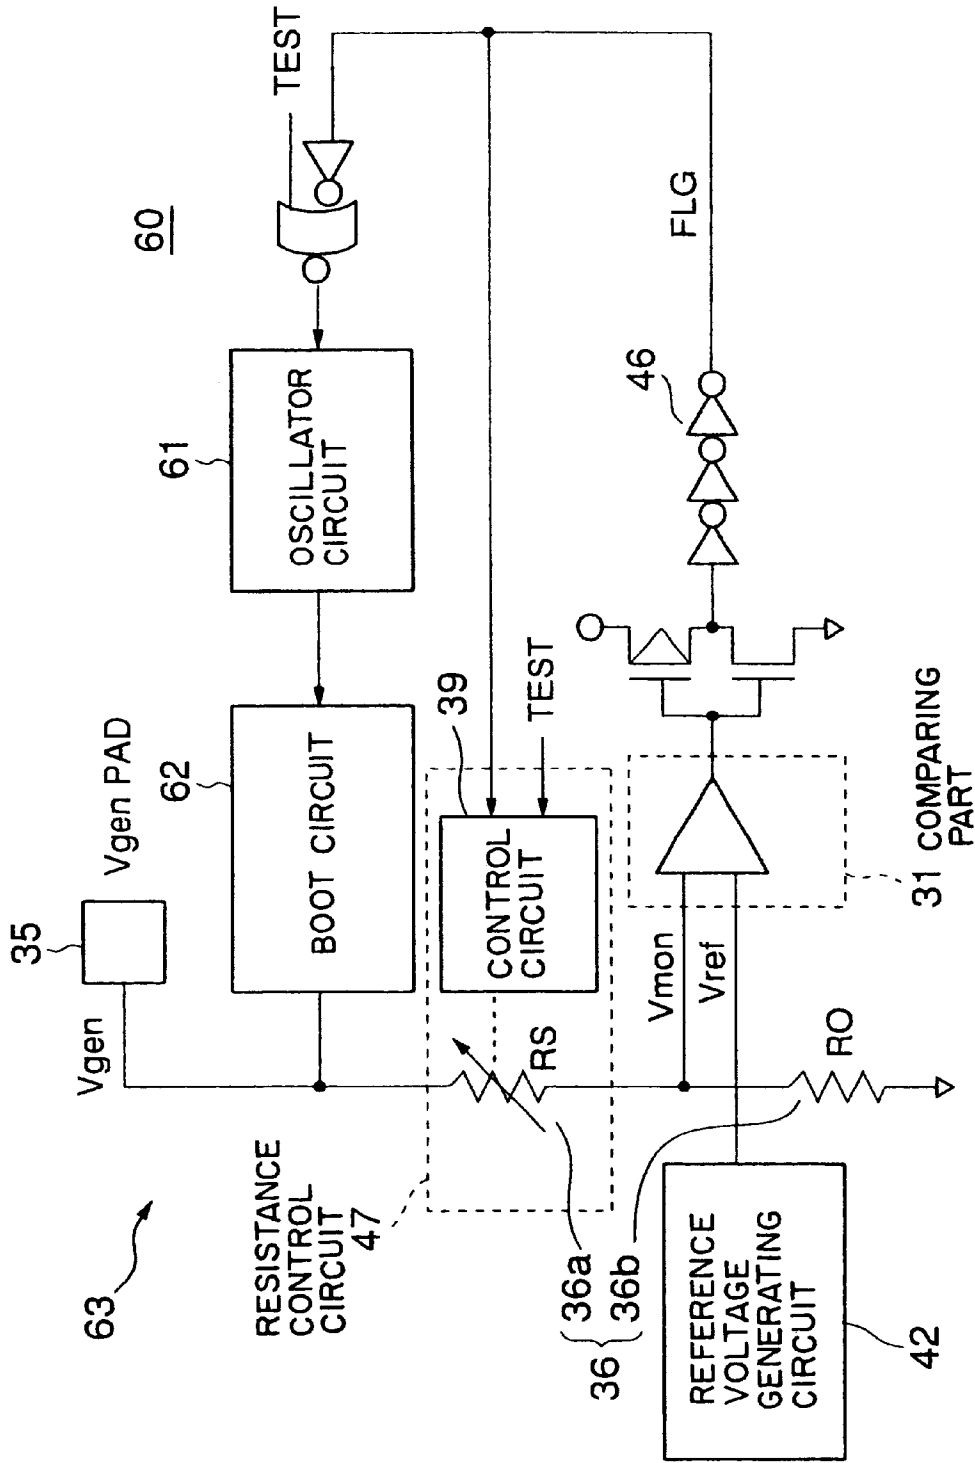 63
35
Vgen PAD
Vgen
62
BOOT CIRCUIT
61
OSCILLATOR
CIRCUIT
60
TEST
RESISTANCE
CONTROL
CIRCUIT
47
39
CONTROL
CIRCUIT
TEST
RS
36
36a
36b
Vmon
Vref
RO
REFERENCE
VOLTAGE
GENERATING
CIRCUIT
42
31 COMPARING
PART
46
FLG